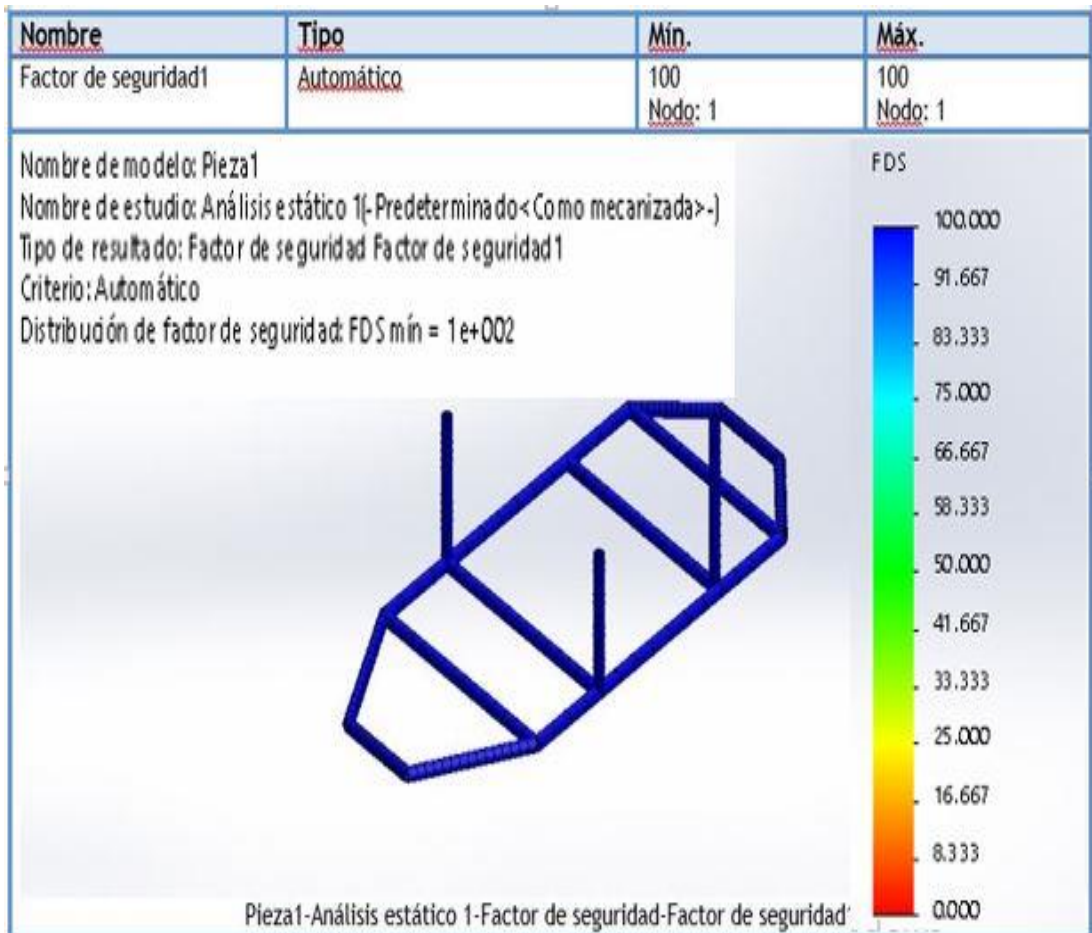 Nombre Tipo Mín. Máx.
Factor de seguridad1 Automático 100 100
Nodo: 1 Nodo: 1
Nombre de modelo: Pieza1
Nombre de estudio: Análisis estático 1(-Predeterminado<Como mecanizada>-)
Tipo de resultado: Factor de seguridad Factor de seguridad1
Criterio: Automático
Distribución de factor de seguridad: FDS mín = 1e+002
FDS
100.000
91.667
83.333
75.000
66.667
58.333
50.000
41.667
33.333
25.000
16.667
8.333
0.000
Pieza1-Análisis estático 1-Factor de seguridad-Factor de seguridad1